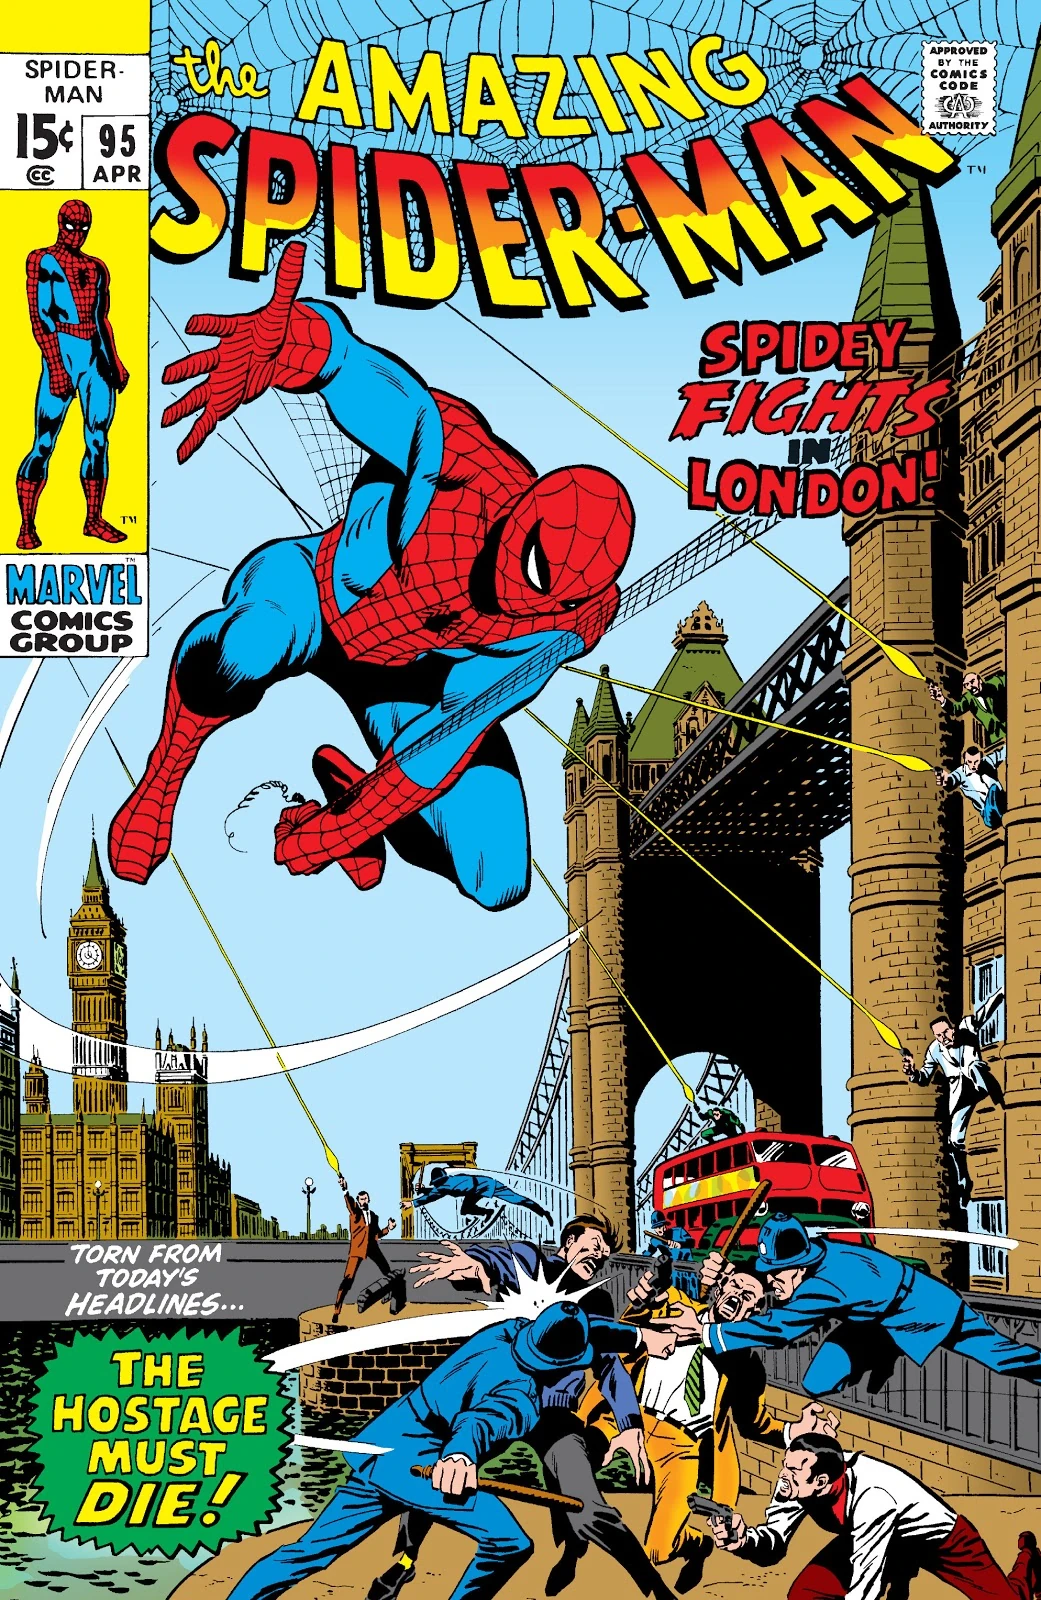 the AMAZING
SPIDER-MAN
™
APPROVED
BY THE
COMICS
CODE
CA
AUTHORITY
SPIDER-
MAN
15¢
CC
95
APR
™
MARVEL™
COMICS
GROUP
SPIDEY
FIGHTS
IN
LONDON!
TORN FROM
TODAY'S
HEADLINES...
THE
HOSTAGE
MUST
DIE!